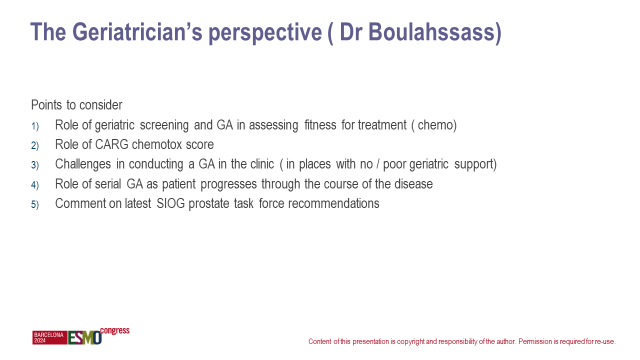 The Geriatrician's perspective ( Dr Boulahssass)
Points to consider
1) Role of geriatric screening and GA in assessing fitness for treatment ( chemo)
2) Role of CARG chemotox score
3) Challenges in conducting a GA in the clinic ( in places with no / poor geriatric support)
4) Role of serial GA as patient progresses through the course of the disease
5) Comment on latest SIOG prostate task force recommendations
BARCELONA
2024
ESMO congress
Content of this presentation is copyright and responsibility of the author. Permission is required for re-use.